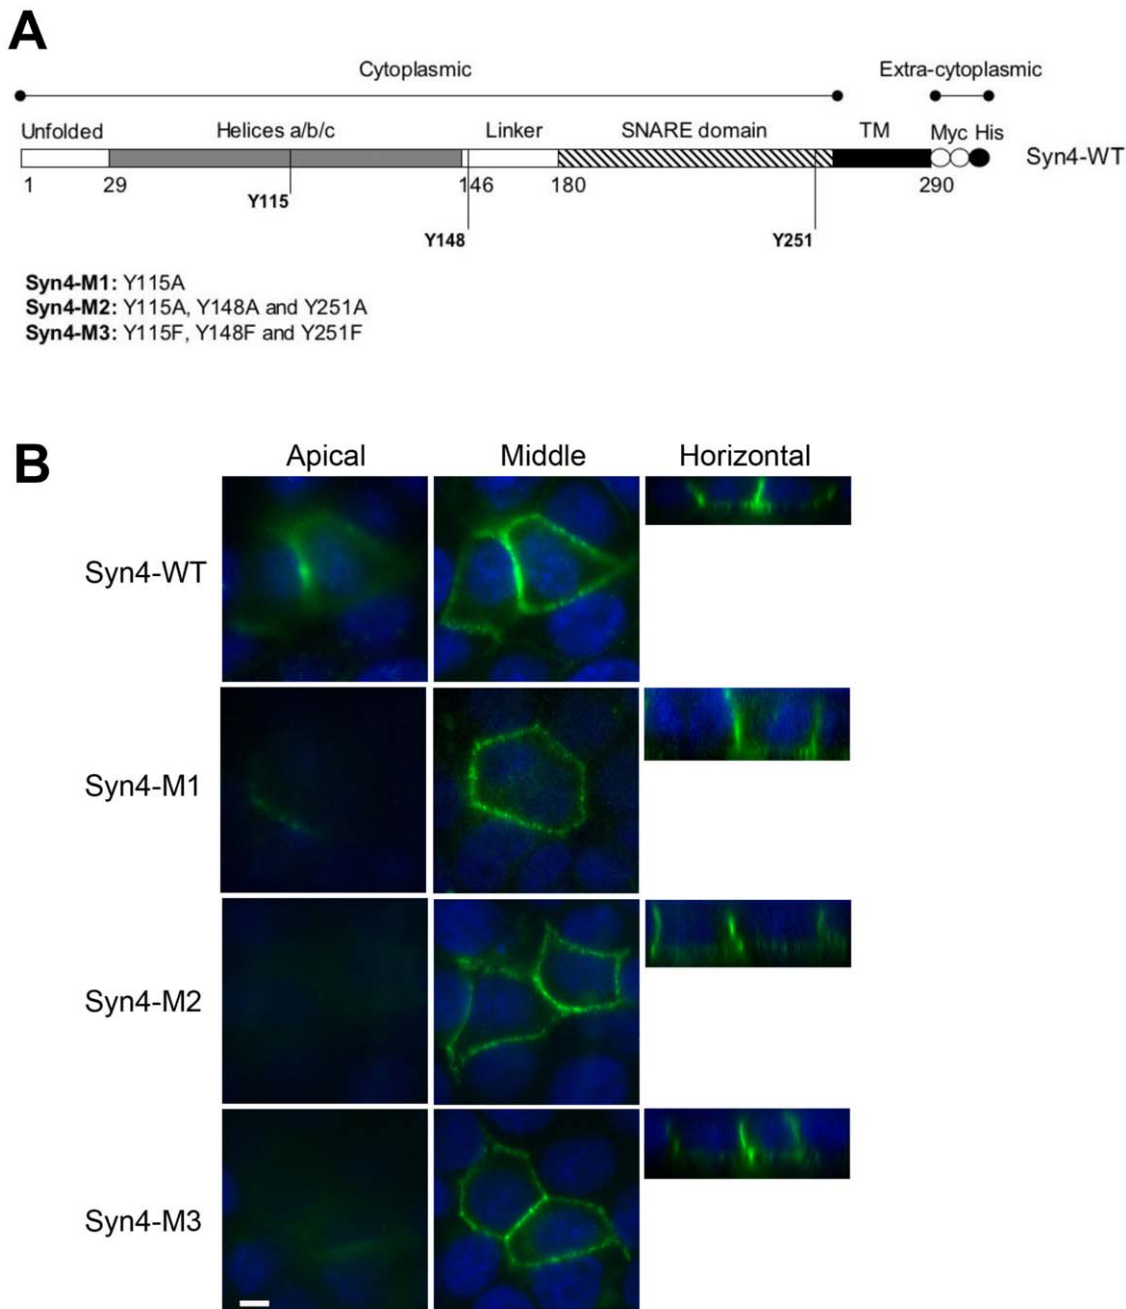 A
Cytoplasmic Extra-cytoplasmic
Unfolded Helices a/b/c Linker SNARE domain TM Myc His
Syn4-WT
1 29 146 180 290
Y115
Y148 Y251
Syn4-M1: Y115A
Syn4-M2: Y115A, Y148A and Y251A
Syn4-M3: Y115F, Y148F and Y251F
B
Apical Middle Horizontal
Syn4-WT
Syn4-M1
Syn4-M2
Syn4-M3